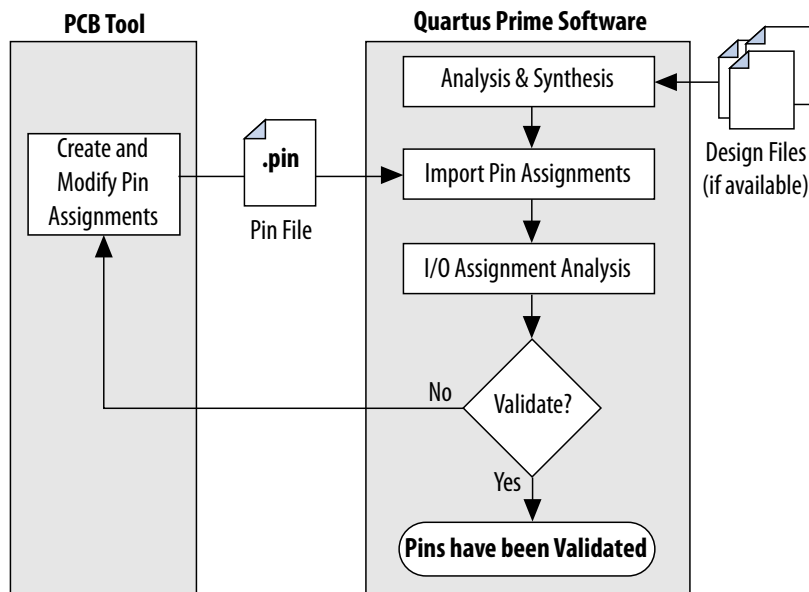 PCB Tool
Quartus Prime Software
Analysis & Synthesis
Design Files
(if available)
Create and
Modify Pin
Assignments
.pin
Pin File
Import Pin Assignments
I/O Assignment Analysis
No
Validate?
Yes
Pins have been Validated